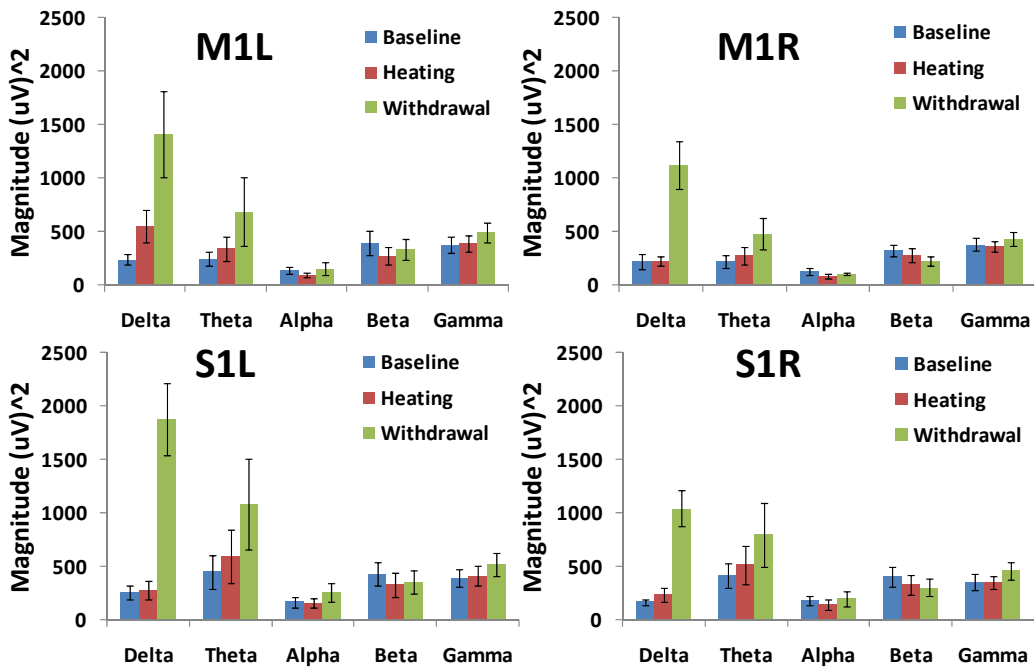 M1L
Magnitude (uV)^2
2500
2000
1500
1000
500
0
Baseline
Heating
Withdrawal
Delta Theta Alpha Beta Gamma
M1R
Magnitude (uV)^2
2500
2000
1500
1000
500
0
Baseline
Heating
Withdrawal
Delta Theta Alpha Beta Gamma
S1L
Magnitude (uV)^2
2500
2000
1500
1000
500
0
Baseline
Heating
Withdrawal
Delta Theta Alpha Beta Gamma
S1R
Magnitude (uV)^2
2500
2000
1500
1000
500
0
Baseline
Heating
Withdrawal
Delta Theta Alpha Beta Gamma